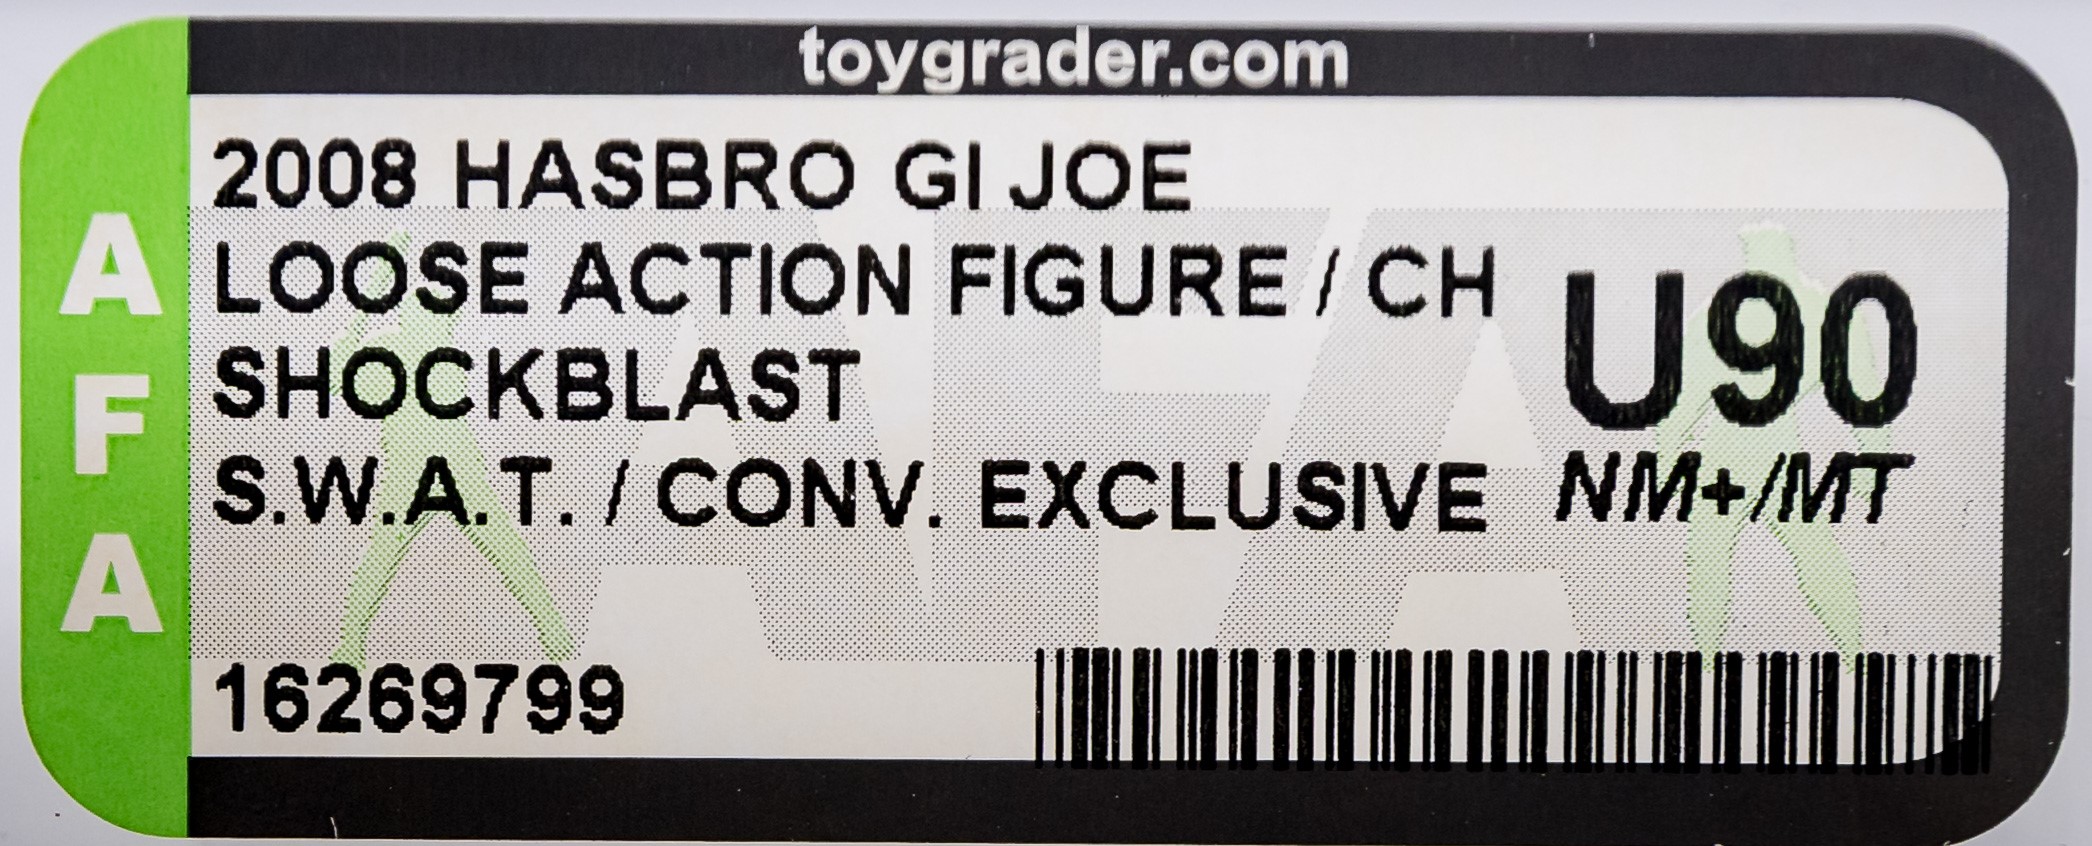 toygrader.com
AFA
2008 HASBRO GI JOE
LOOSE ACTION FIGURE / CH
SHOCKBLAST
S.W.A.T. / CONV. EXCLUSIVE
U90
NM+/MT
16269799